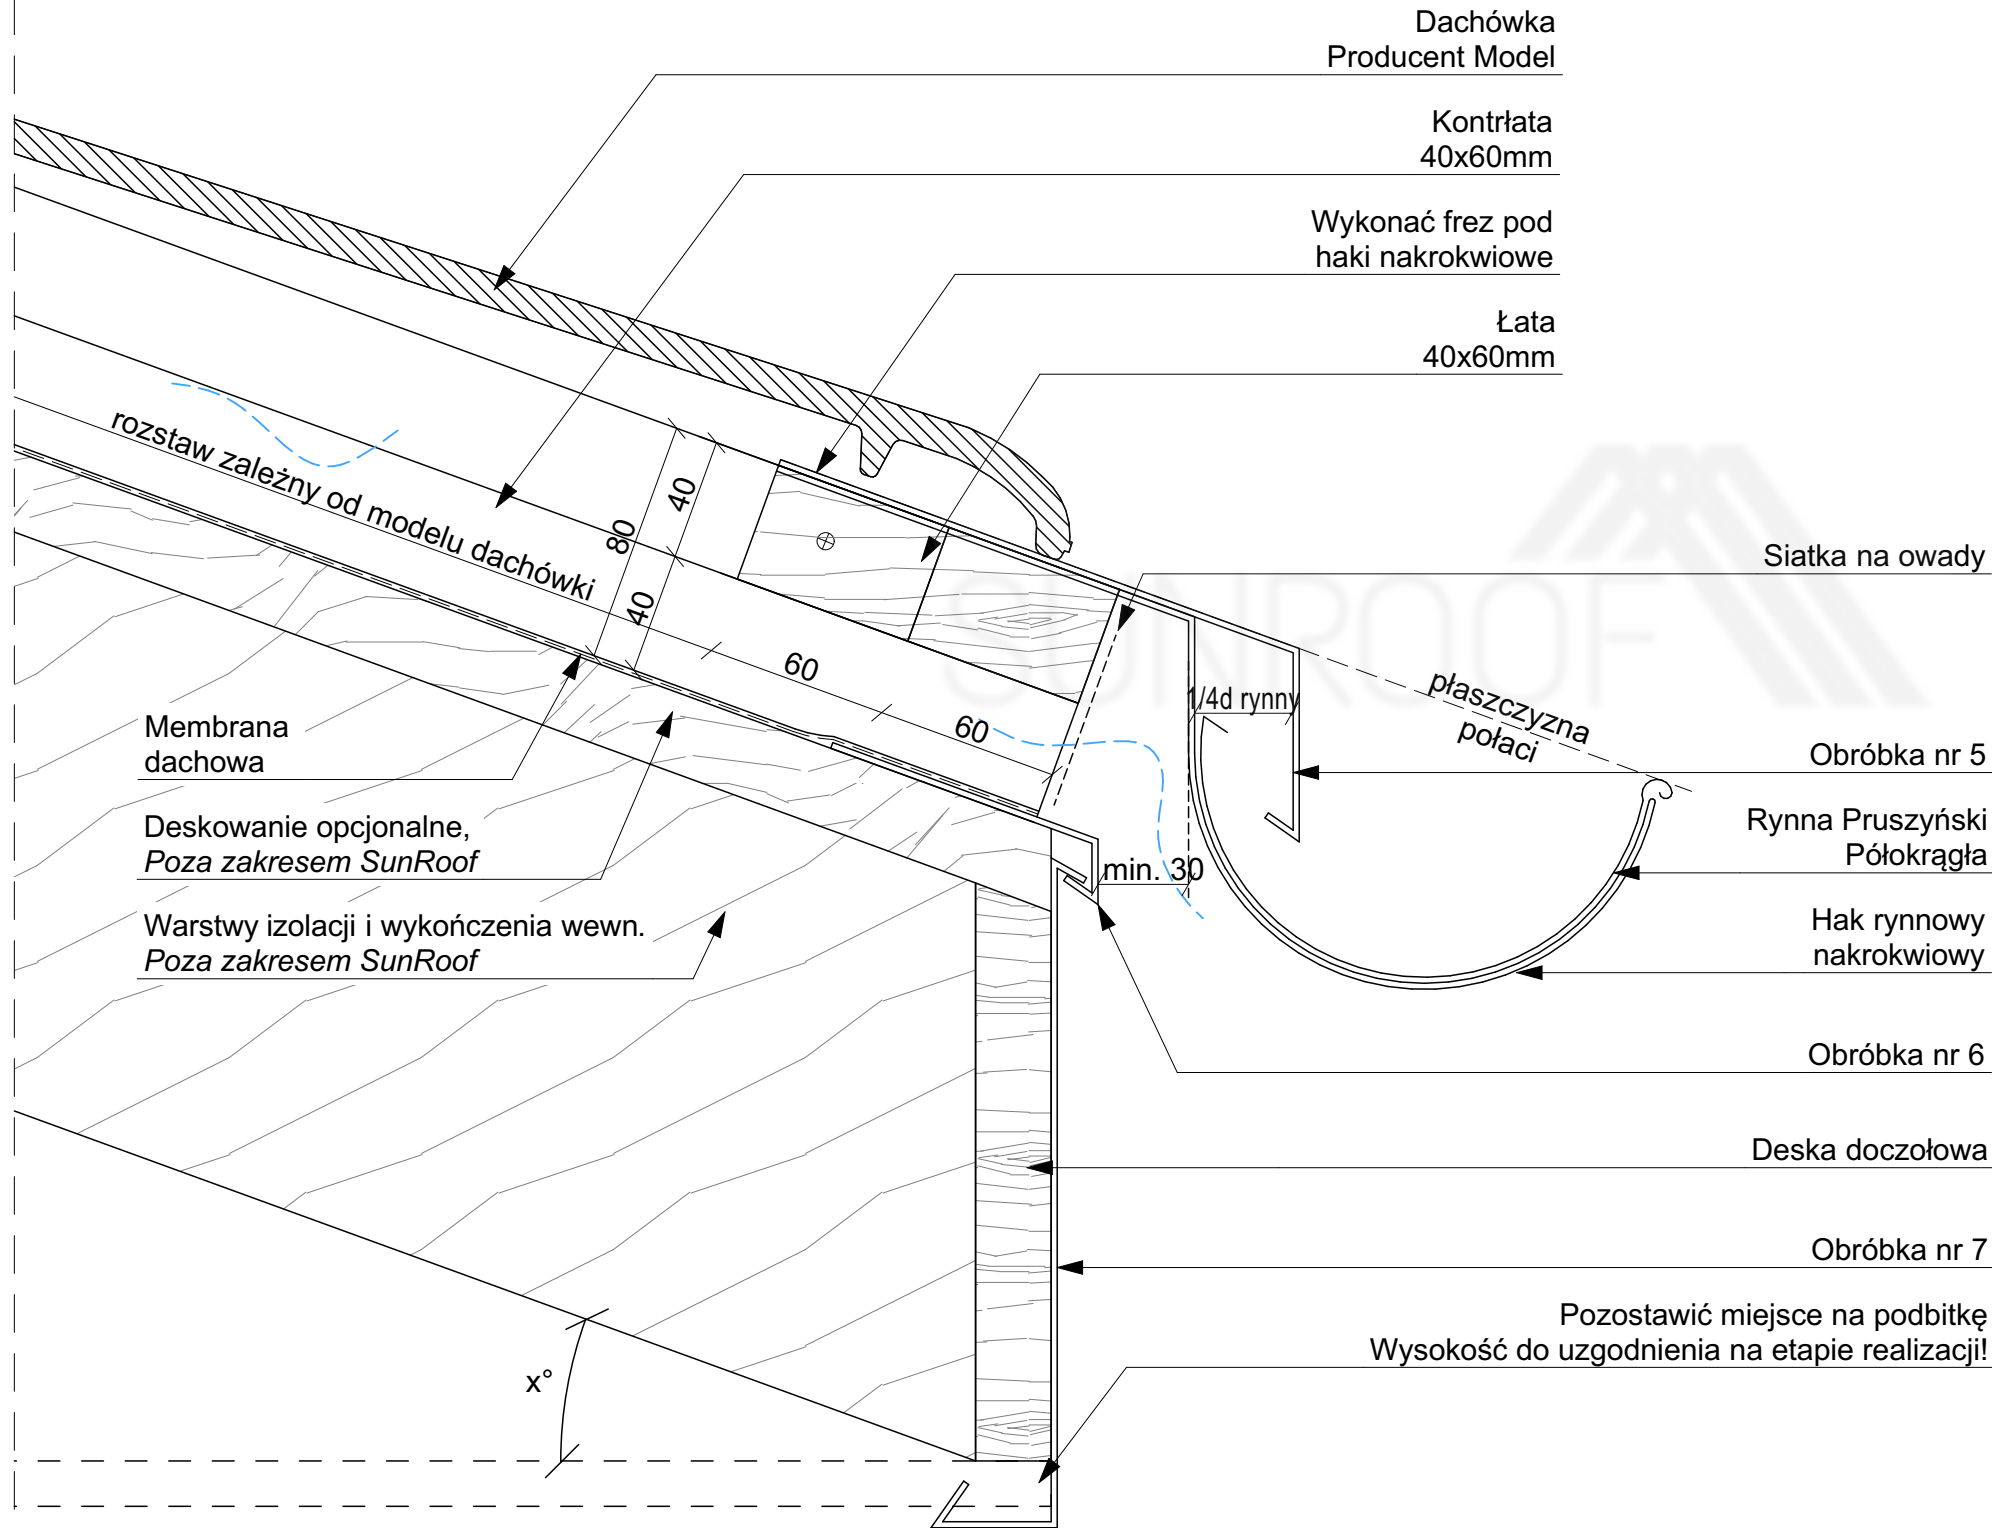 Dachówka
Producent Model
Kontrłata
40x60mm
Wykonać frez pod
haki nakrokwiowe
Łata
40x60mm
rozstaw zależny od modelu dachówki
80
40
40
60
60
Siatka na owady
SUNROOF
1/4d rynny
płaszczyzna
połaci
Membrana
dachowa
Obróbka nr 5
Deskowanie opcjonalne,
Poza zakresem SunRoof
Rynna Pruszyński
Półokrągła
min. 30
Warstwy izolacji i wykończenia wewn.
Poza zakresem SunRoof
Hak rynnowy
nakrokwiowy
Obróbka nr 6
Deska doczołowa
Obróbka nr 7
Pozostawić miejsce na podbitkę
Wysokość do uzgodnienia na etapie realizacji!
x°